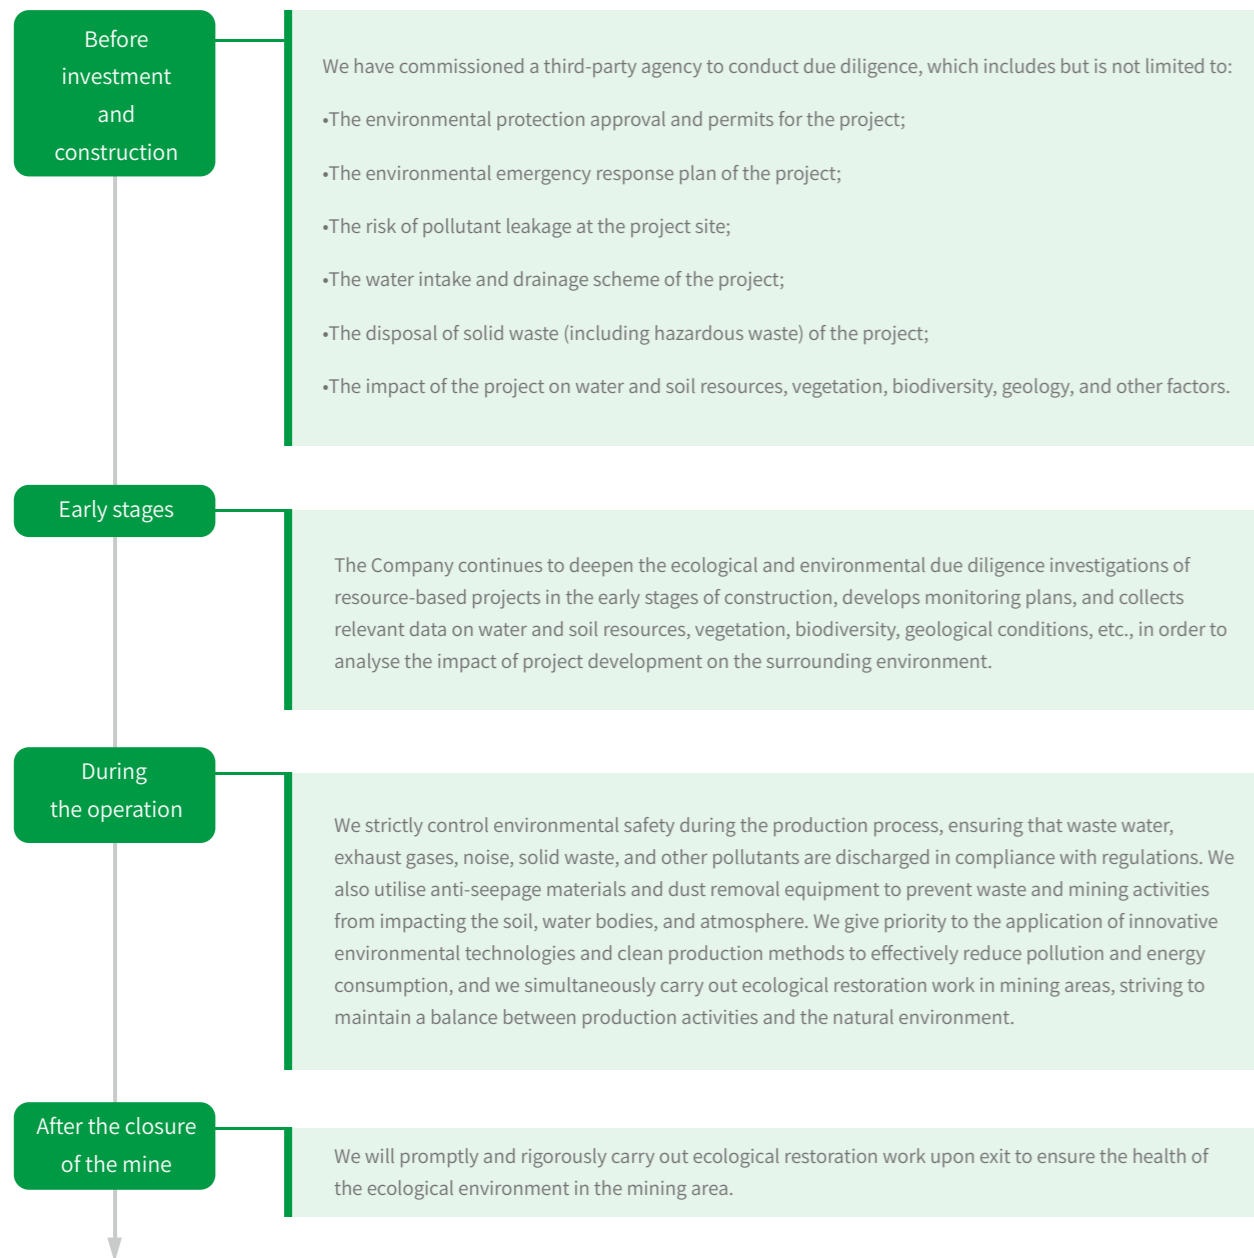 Before
investment
and
construction
We have commissioned a third-party agency to conduct due diligence, which includes but is not limited to:
•The environmental protection approval and permits for the project;
•The environmental emergency response plan of the project;
•The risk of pollutant leakage at the project site;
•The water intake and drainage scheme of the project;
•The disposal of solid waste (including hazardous waste) of the project;
•The impact of the project on water and soil resources, vegetation, biodiversity, geology, and other factors.
Early stages
The Company continues to deepen the ecological and environmental due diligence investigations of
resource-based projects in the early stages of construction, develops monitoring plans, and collects
relevant data on water and soil resources, vegetation, biodiversity, geological conditions, etc., in order to
analyse the impact of project development on the surrounding environment.
During
the operation
We strictly control environmental safety during the production process, ensuring that waste water,
exhaust gases, noise, solid waste, and other pollutants are discharged in compliance with regulations. We
also utilise anti-seepage materials and dust removal equipment to prevent waste and mining activities
from impacting the soil, water bodies, and atmosphere. We give priority to the application of innovative
environmental technologies and clean production methods to effectively reduce pollution and energy
consumption, and we simultaneously carry out ecological restoration work in mining areas, striving to
maintain a balance between production activities and the natural environment.
After the closure
of the mine
We will promptly and rigorously carry out ecological restoration work upon exit to ensure the health of
the ecological environment in the mining area.